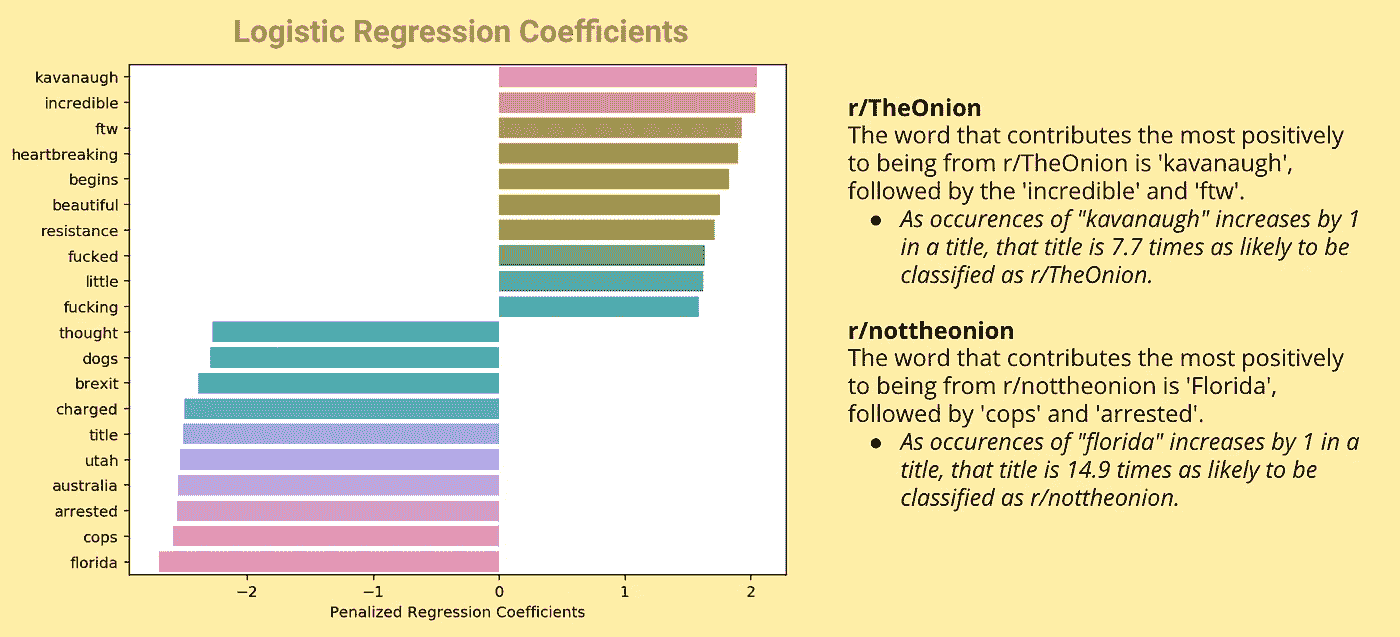 Logistic Regression Coefficients
kavanaugh
incredible
ftw
heartbreaking
begins
beautiful
resistance
fucked
little
fucking
thought
dogs
brexit
charged
title
utah
australia
arrested
cops
florida
−2 −1 0 1 2
Penalized Regression Coefficients
r/TheOnion
The word that contributes the most positively
to being from r/TheOnion is 'kavanaugh',
followed by the 'incredible' and 'ftw'.
● As occurences of "kavanaugh" increases by 1
in a title, that title is 7.7 times as likely to be
classified as r/TheOnion.
r/nottheonion
The word that contributes the most positively
to being from r/nottheonion is 'Florida',
followed by 'cops' and 'arrested'.
● As occurences of "florida" increases by 1 in a
title, that title is 14.9 times as likely to be
classified as r/nottheonion.